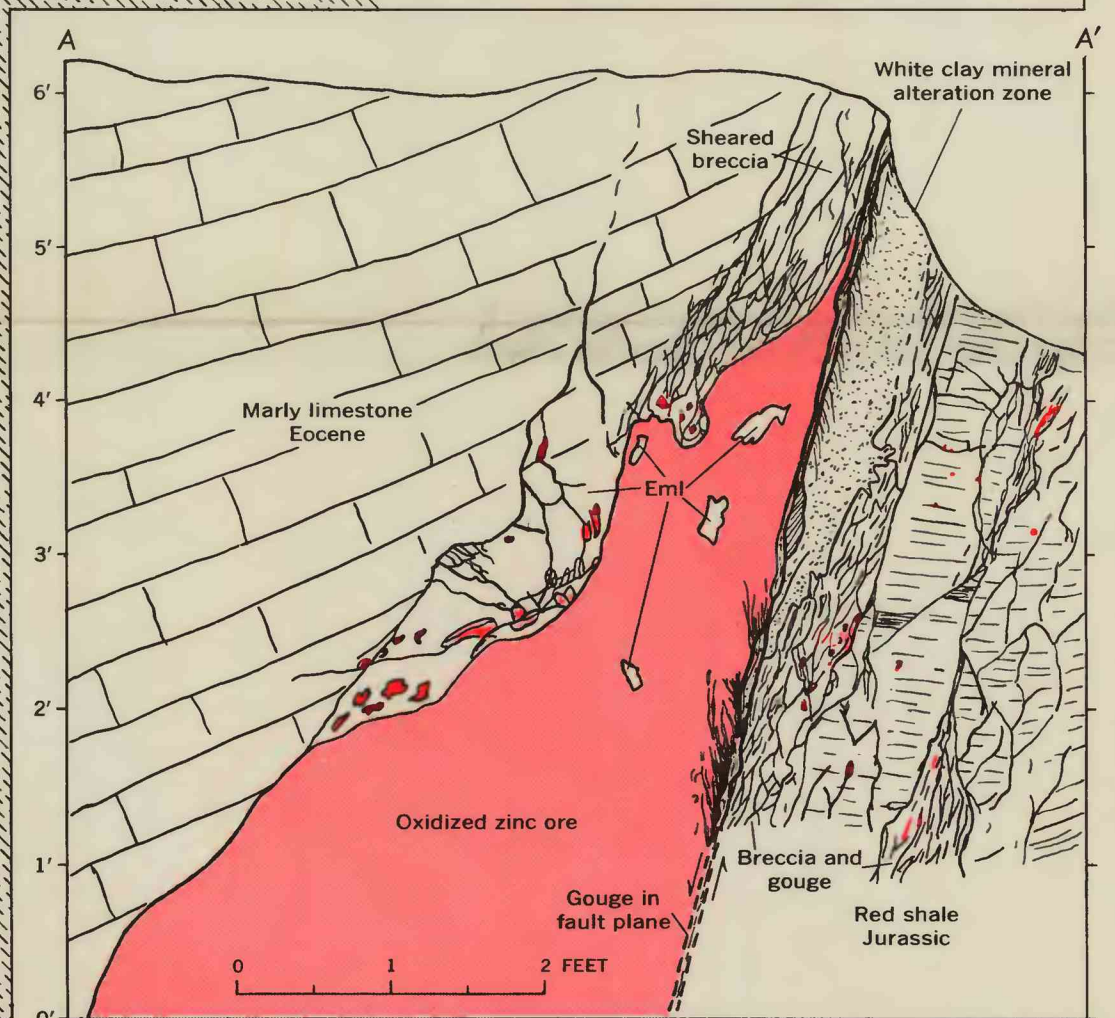 A
A′
White clay mineral
alteration zone
6′
Sheared
breccia
5′
4′
Marly limestone
Eocene
Eml
3′
2′
Oxidized zinc ore
1′
Breccia and
gouge
Gouge in
fault plane
Red shale
Jurassic
0 1 2 FEET
0′